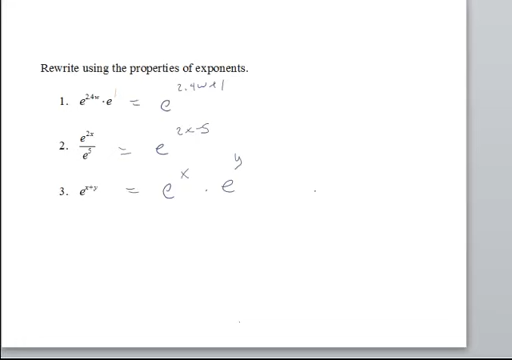 Rewrite using the properties of exponents.
1. e^{2.4w} · e^{1} = e^{2.4w+1}
2. e^{2x}/e^{5} = e^{2x-5}
3. e^{x+y} = e^{x} · e^{y}